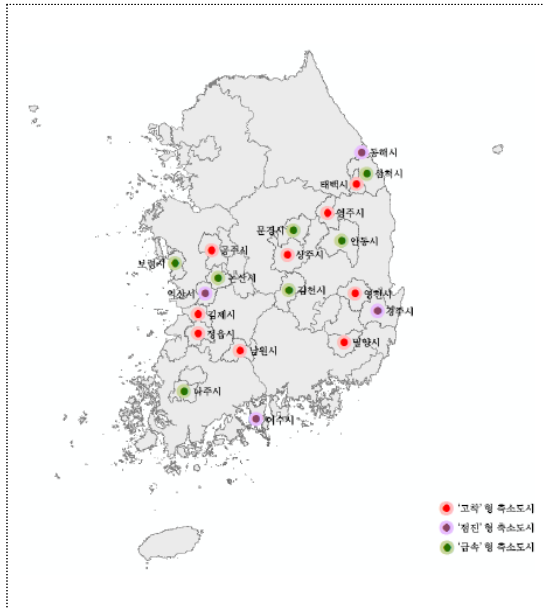 동해시
삼척시
태백시
영주시
문경시
안동시
공주시
상주시
보령시
논산시
김천시
영천시
익산시
경주시
김제시
정읍시
밀양시
남원시
나주시
여수시
'고착' 형 축소도시
'점진' 형 축소도시
'급속' 형 축소도시